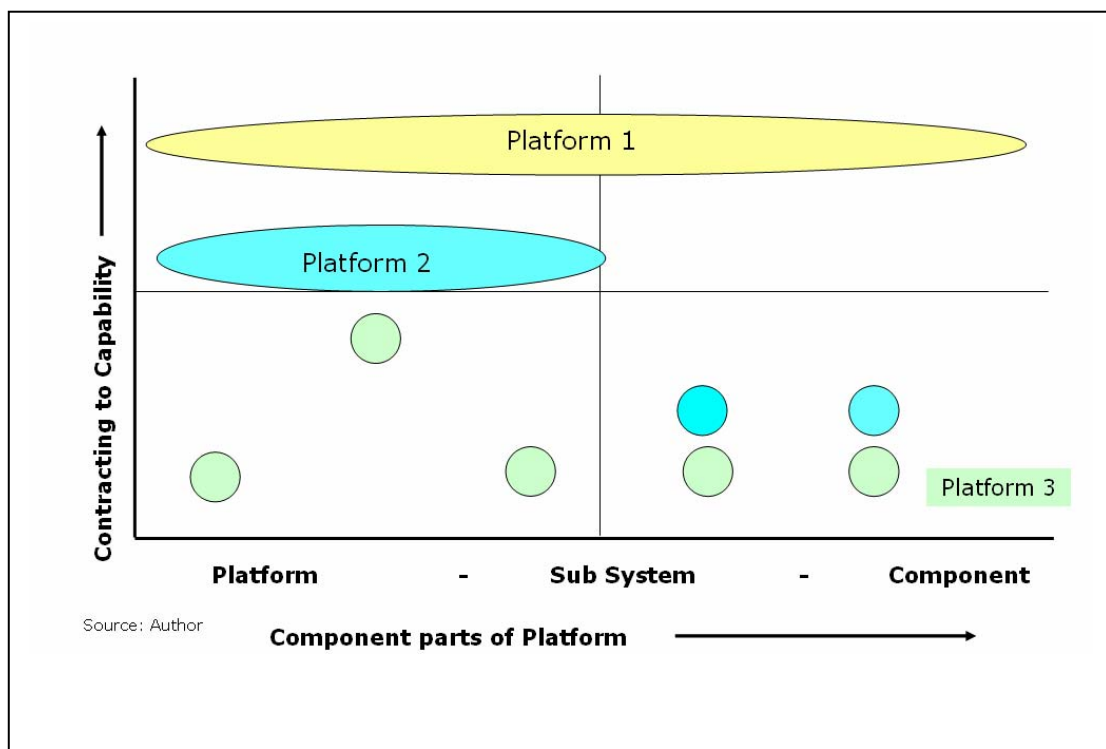 Platform 1
Platform 2
Platform 3
Contracting to Capability
Platform - Sub System - Component
Source: Author
Component parts of Platform